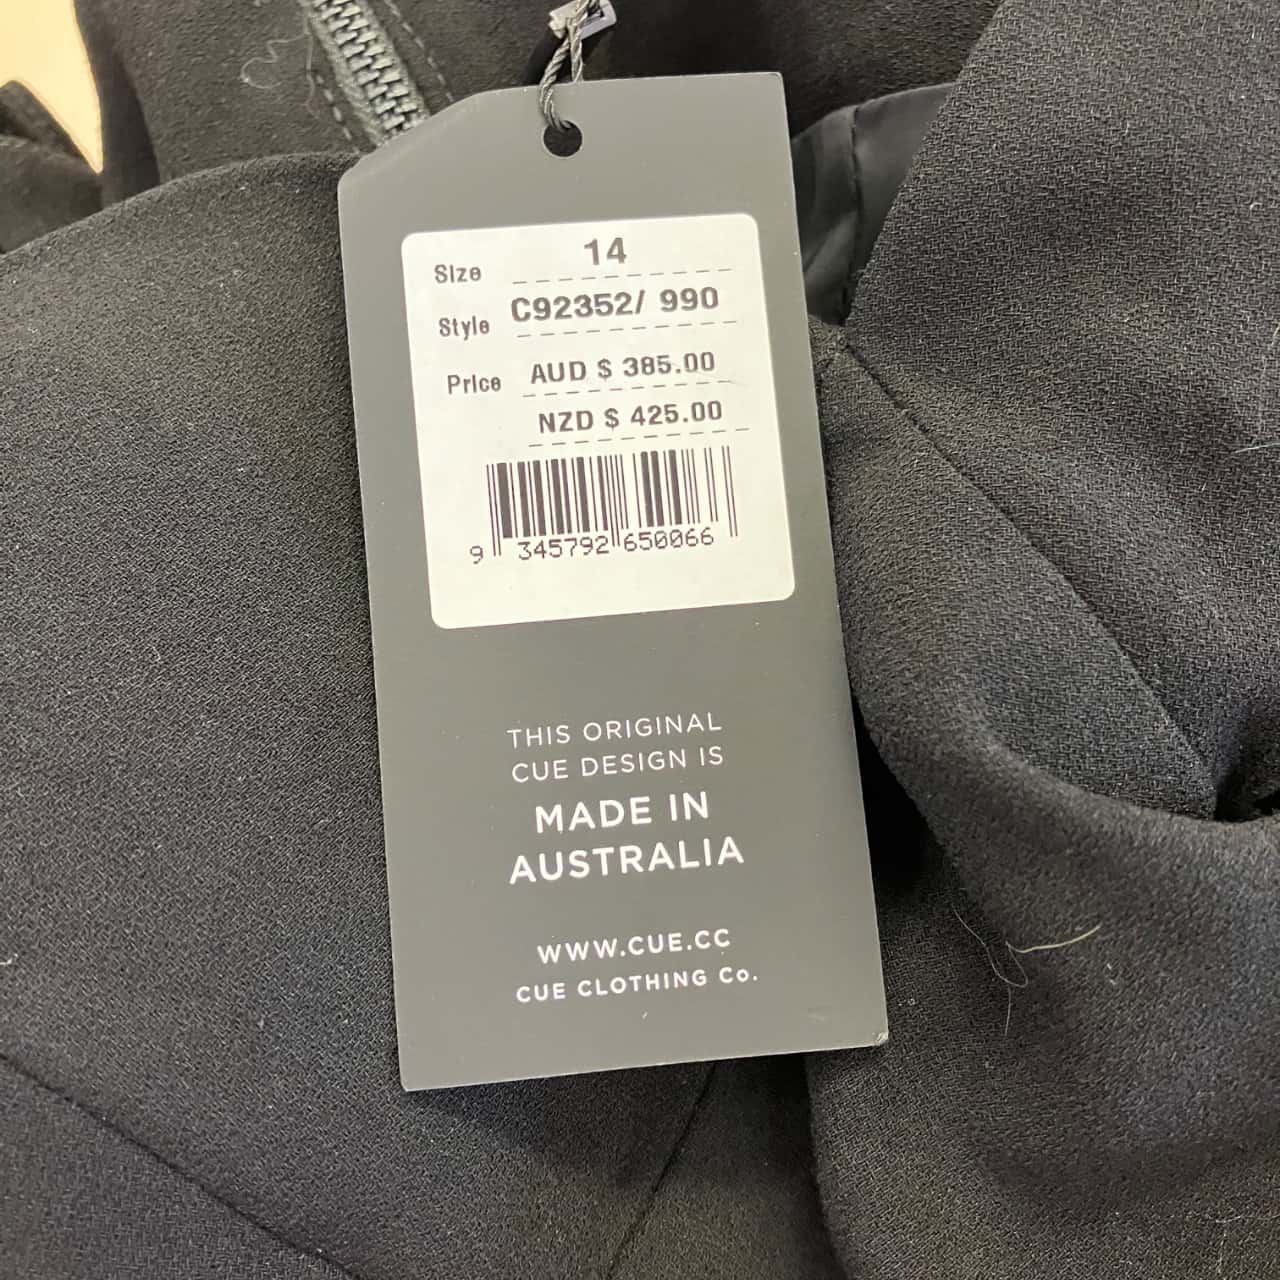 Size 14
Style C92352/ 990
Price AUD $ 385.00
NZD $ 425.00
9 345792 650066
THIS ORIGINAL
CUE DESIGN IS
MADE IN
AUSTRALIA
WWW.CUE.CC
CUE CLOTHING Co.